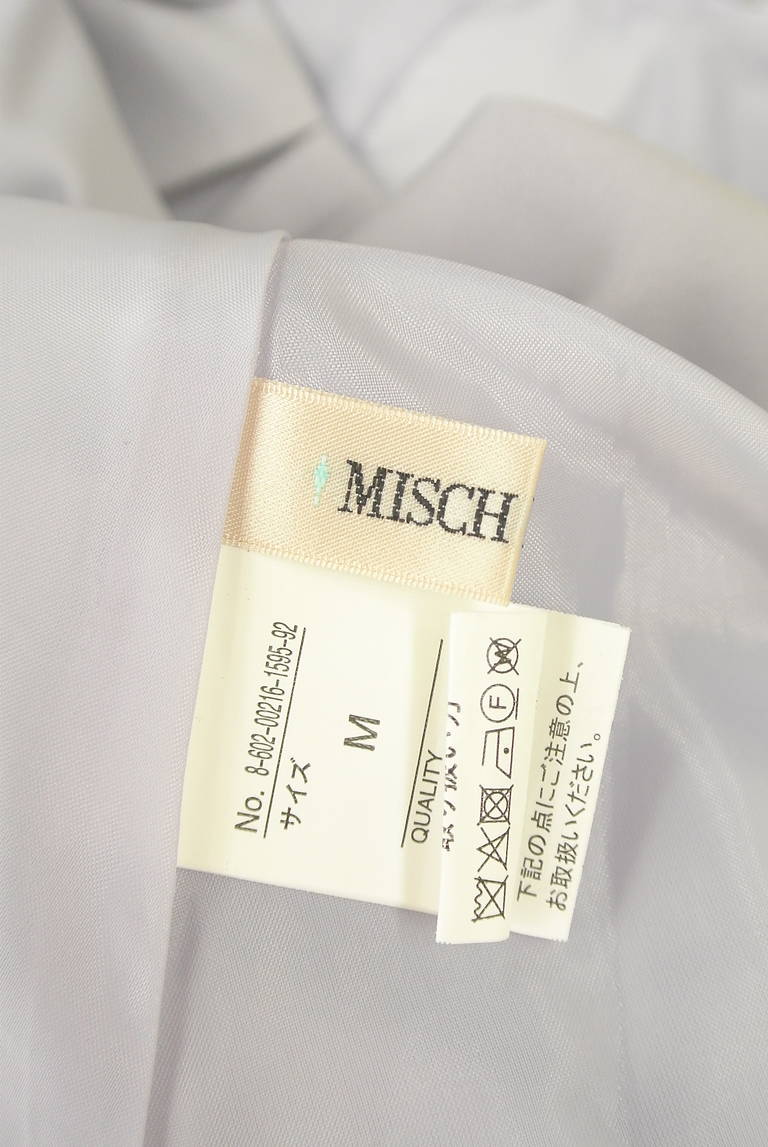 MISCH
No. 8-602-00216-1595-92
サイズ
M
QUALITY
下記の点にご注意の上、
お取扱いください。